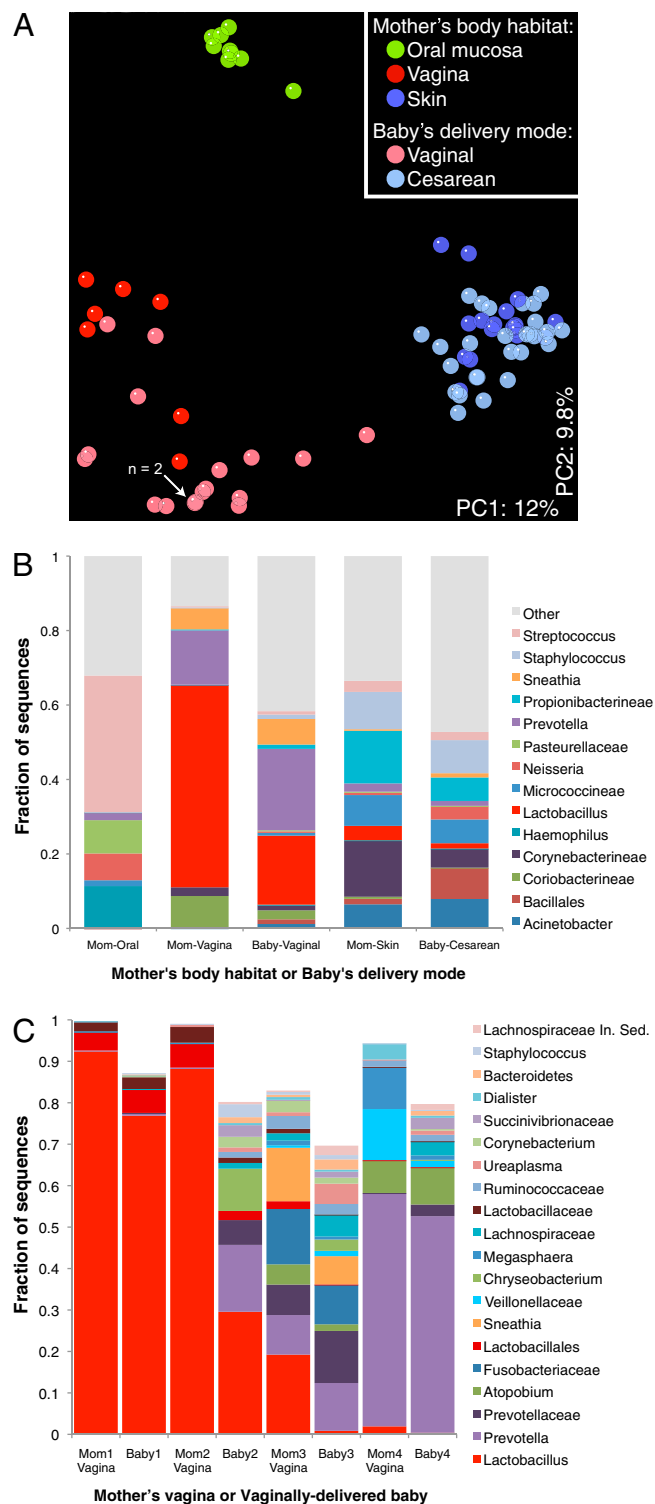 A
Mother's body habitat:
Oral mucosa
Vagina
Skin
Baby's delivery mode:
Vaginal
Cesarean
n = 2
PC2: 9.8%
PC1: 12%
B
Fraction of sequences
1
0.8
0.6
0.4
0.2
0
Mom-Oral
Mom-Vagina
Baby-Vaginal
Mom-Skin
Baby-Cesarean
Mother's body habitat or Baby's delivery mode
Other
Streptococcus
Staphylococcus
Sneathia
Propionibacterineae
Prevotella
Pasteurellaceae
Neisseria
Micrococcineae
Lactobacillus
Haemophilus
Corynebacterineae
Coriobacterineae
Bacillales
Acinetobacter
C
Fraction of sequences
1
0.9
0.8
0.7
0.6
0.5
0.4
0.3
0.2
0.1
0
Mom1
Vagina
Baby1
Mom2
Vagina
Baby2
Mom3
Vagina
Baby3
Mom4
Vagina
Baby4
Mother's vagina or Vaginally-delivered baby
Lachnospiraceae In. Sed.
Staphylococcus
Bacteroidetes
Dialister
Succinivibrionaceae
Corynebacterium
Ureaplasma
Ruminococcaceae
Lactobacillaceae
Lachnospiraceae
Megasphaera
Chryseobacterium
Veillonellaceae
Sneathia
Lactobacillales
Fusobacteriaceae
Atopobium
Prevotellaceae
Prevotella
Lactobacillus